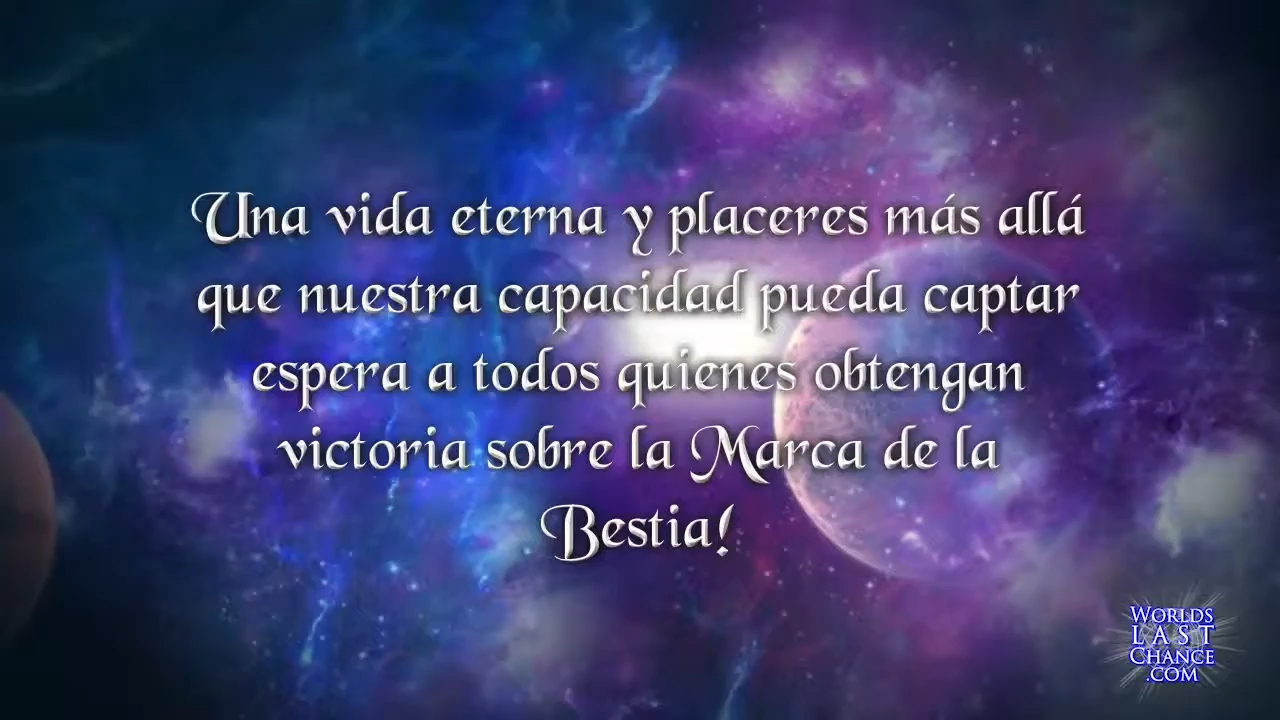 Una vida eterna y placeres más allá
que nuestra capacidad pueda captar
espera a todos quienes obtengan
victoria sobre la Marca de la
Bestia!
WORLDS
LAST
CHANCE
.COM